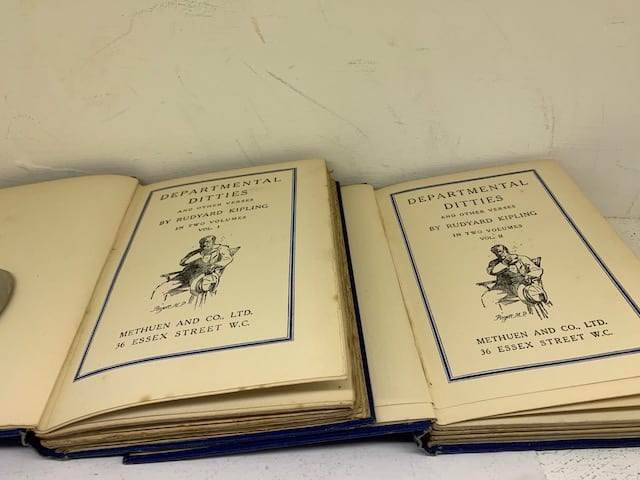 DEPARTMENTAL
DITTIES
AND OTHER VERSES
BY RUDYARD KIPLING
IN TWO VOLUMES
VOL. I
Pagett M.P.
METHUEN AND CO., LTD.
36 ESSEX STREET W.C.
DEPARTMENTAL
DITTIES
AND OTHER VERSES
BY RUDYARD KIPLING
IN TWO VOLUMES
VOL. II
Pagett M.P.
METHUEN AND CO., LTD.
36 ESSEX STREET W.C.